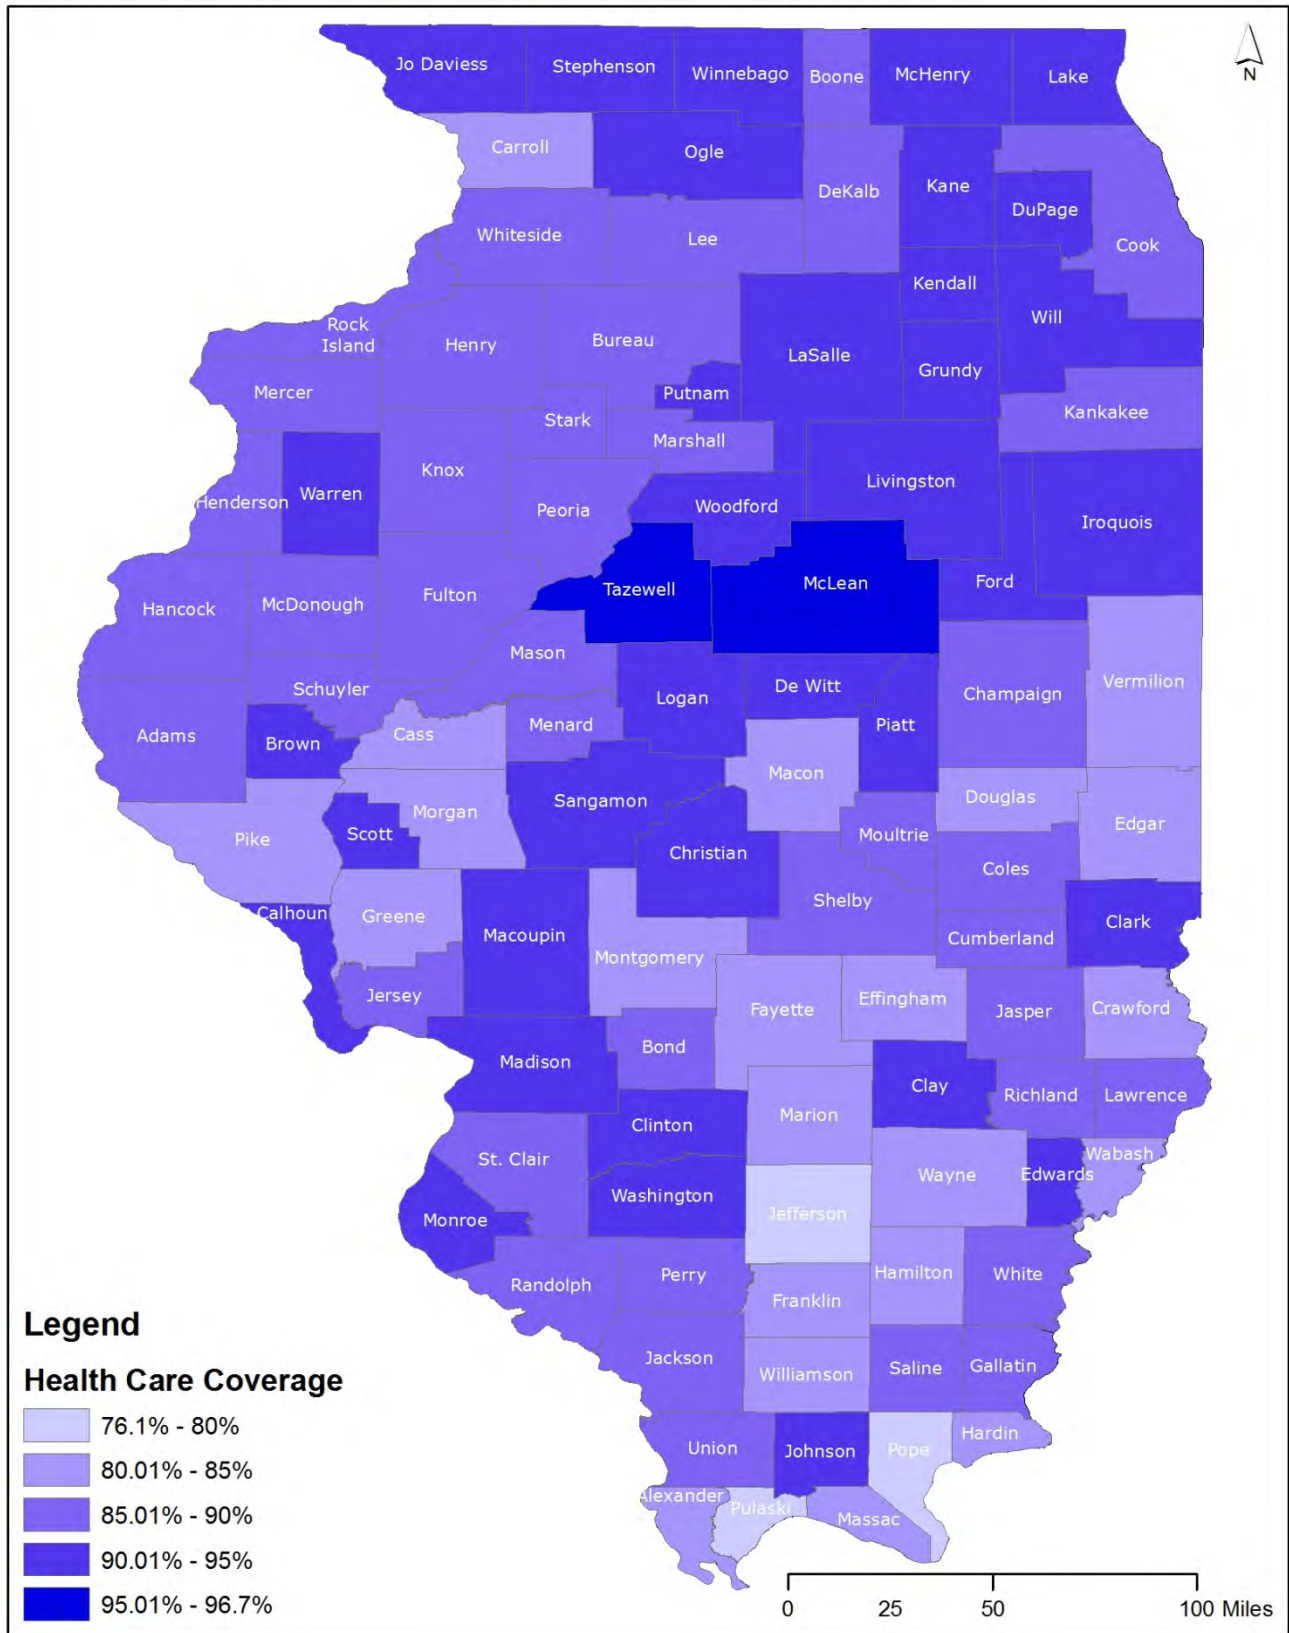 N
Jo Daviess
Stephenson
Winnebago
Boone
McHenry
Lake
Carroll
Ogle
DeKalb
Kane
DuPage
Cook
Whiteside
Lee
Kendall
Will
Rock
Island
Henry
Bureau
LaSalle
Grundy
Putnam
Mercer
Stark
Marshall
Kankakee
Henderson
Warren
Knox
Peoria
Woodford
Livingston
Iroquois
Hancock
McDonough
Fulton
Tazewell
McLean
Ford
Mason
Schuyler
Logan
De Witt
Champaign
Vermilion
Adams
Brown
Cass
Menard
Piatt
Macon
Douglas
Edgar
Pike
Scott
Morgan
Sangamon
Christian
Moultrie
Coles
Shelby
Calhoun
Greene
Macoupin
Montgomery
Cumberland
Clark
Jersey
Fayette
Effingham
Jasper
Crawford
Madison
Bond
Clay
Richland
Lawrence
Marion
Clinton
St. Clair
Wayne
Edwards
Wabash
Monroe
Washington
Jefferson
Randolph
Perry
Franklin
Hamilton
White
Jackson
Williamson
Saline
Gallatin
Union
Johnson
Pope
Hardin
Alexander
Pulaski
Massac
Legend
Health Care Coverage
76.1% - 80%
80.01% - 85%
85.01% - 90%
90.01% - 95%
95.01% - 96.7%
0 25 50 100 Miles